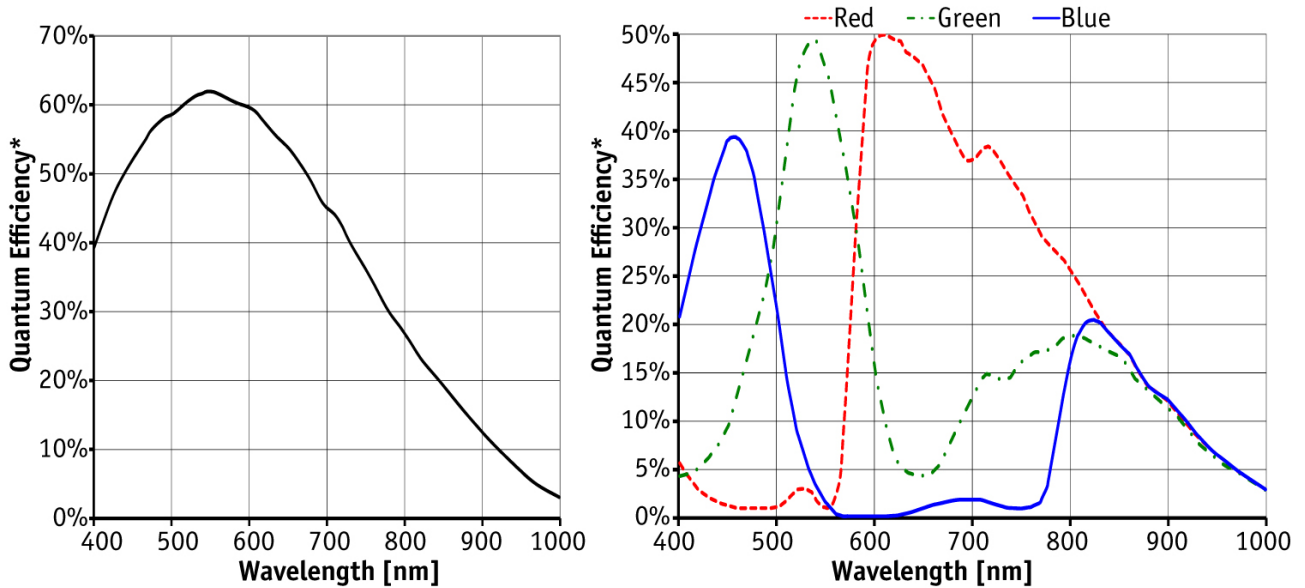 70%
60%
50%
40%
30%
20%
10%
0%
Quantum Efficiency*
400 500 600 700 800 900 1000
Wavelength [nm]
Red Green Blue
50%
45%
40%
35%
30%
25%
20%
15%
10%
5%
0%
Quantum Efficiency*
400 500 600 700 800 900 1000
Wavelength [nm]